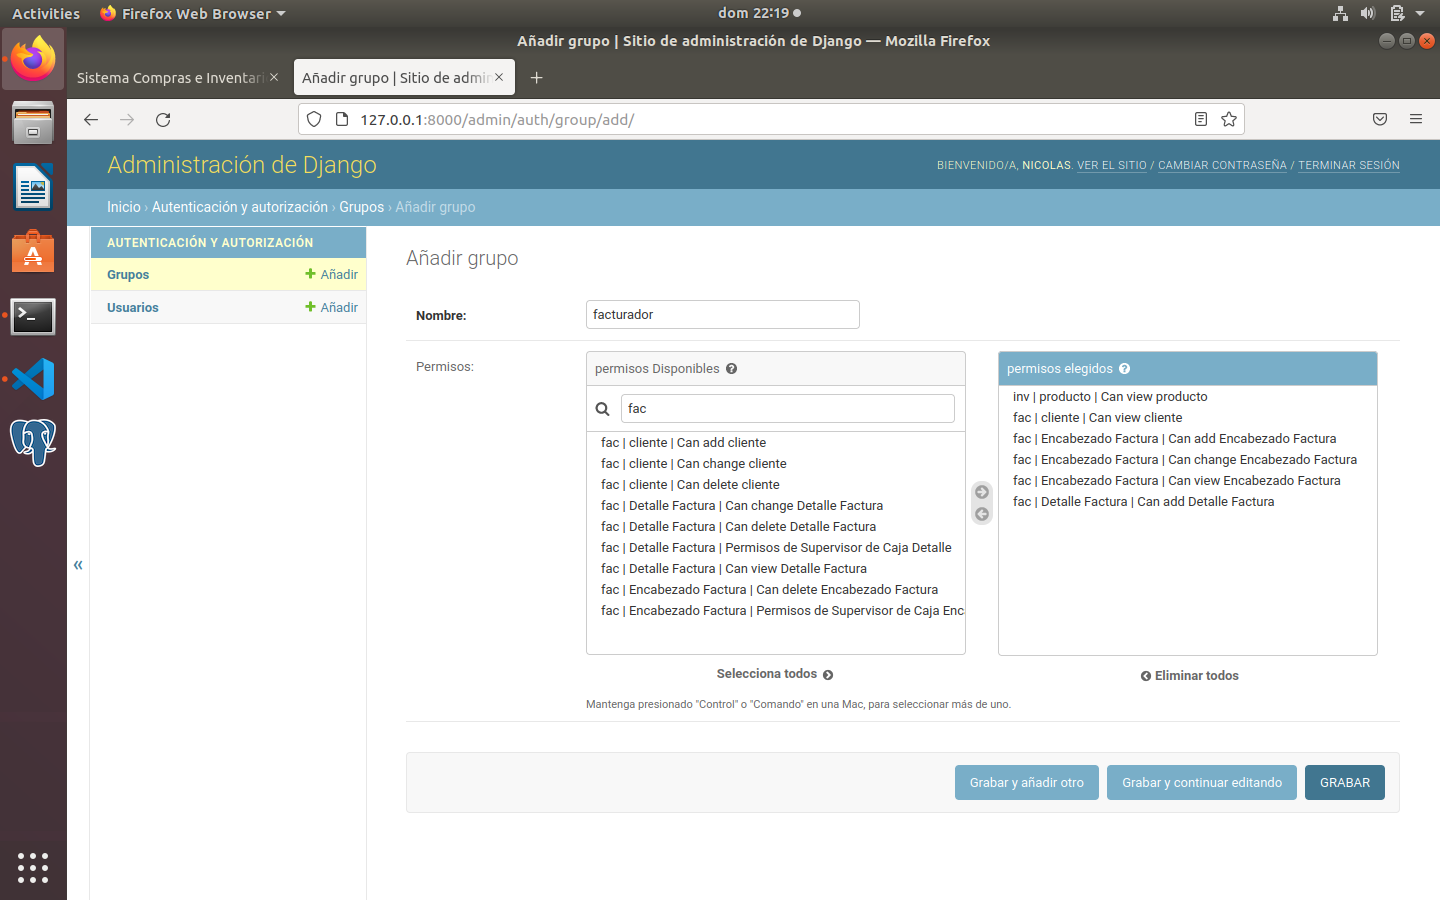 Activities
Firefox Web Browser
dom 22:19
Añadir grupo | Sitio de administración de Django — Mozilla Firefox
Sistema Compras e Inventari
Añadir grupo | Sitio de admin
127.0.0.1:8000/admin/auth/group/add/
Administración de Django
BIENVENIDO/A, NICOLAS. VER EL SITIO / CAMBIAR CONTRASEÑA / TERMINAR SESIÓN
Inicio › Autenticación y autorización › Grupos › Añadir grupo
AUTENTICACIÓN Y AUTORIZACIÓN
Grupos
Añadir
Usuarios
Añadir
«
Añadir grupo
Nombre:
facturador
Permisos:
permisos Disponibles
fac
fac | cliente | Can add cliente
fac | cliente | Can change cliente
fac | cliente | Can delete cliente
fac | Detalle Factura | Can change Detalle Factura
fac | Detalle Factura | Can delete Detalle Factura
fac | Detalle Factura | Permisos de Supervisor de Caja Detalle
fac | Detalle Factura | Can view Detalle Factura
fac | Encabezado Factura | Can delete Encabezado Factura
fac | Encabezado Factura | Permisos de Supervisor de Caja Enc
Selecciona todos
permisos elegidos
inv | producto | Can view producto
fac | cliente | Can view cliente
fac | Encabezado Factura | Can add Encabezado Factura
fac | Encabezado Factura | Can change Encabezado Factura
fac | Encabezado Factura | Can view Encabezado Factura
fac | Detalle Factura | Can add Detalle Factura
Eliminar todos
Mantenga presionado "Control" o "Comando" en una Mac, para seleccionar más de uno.
Grabar y añadir otro
Grabar y continuar editando
GRABAR